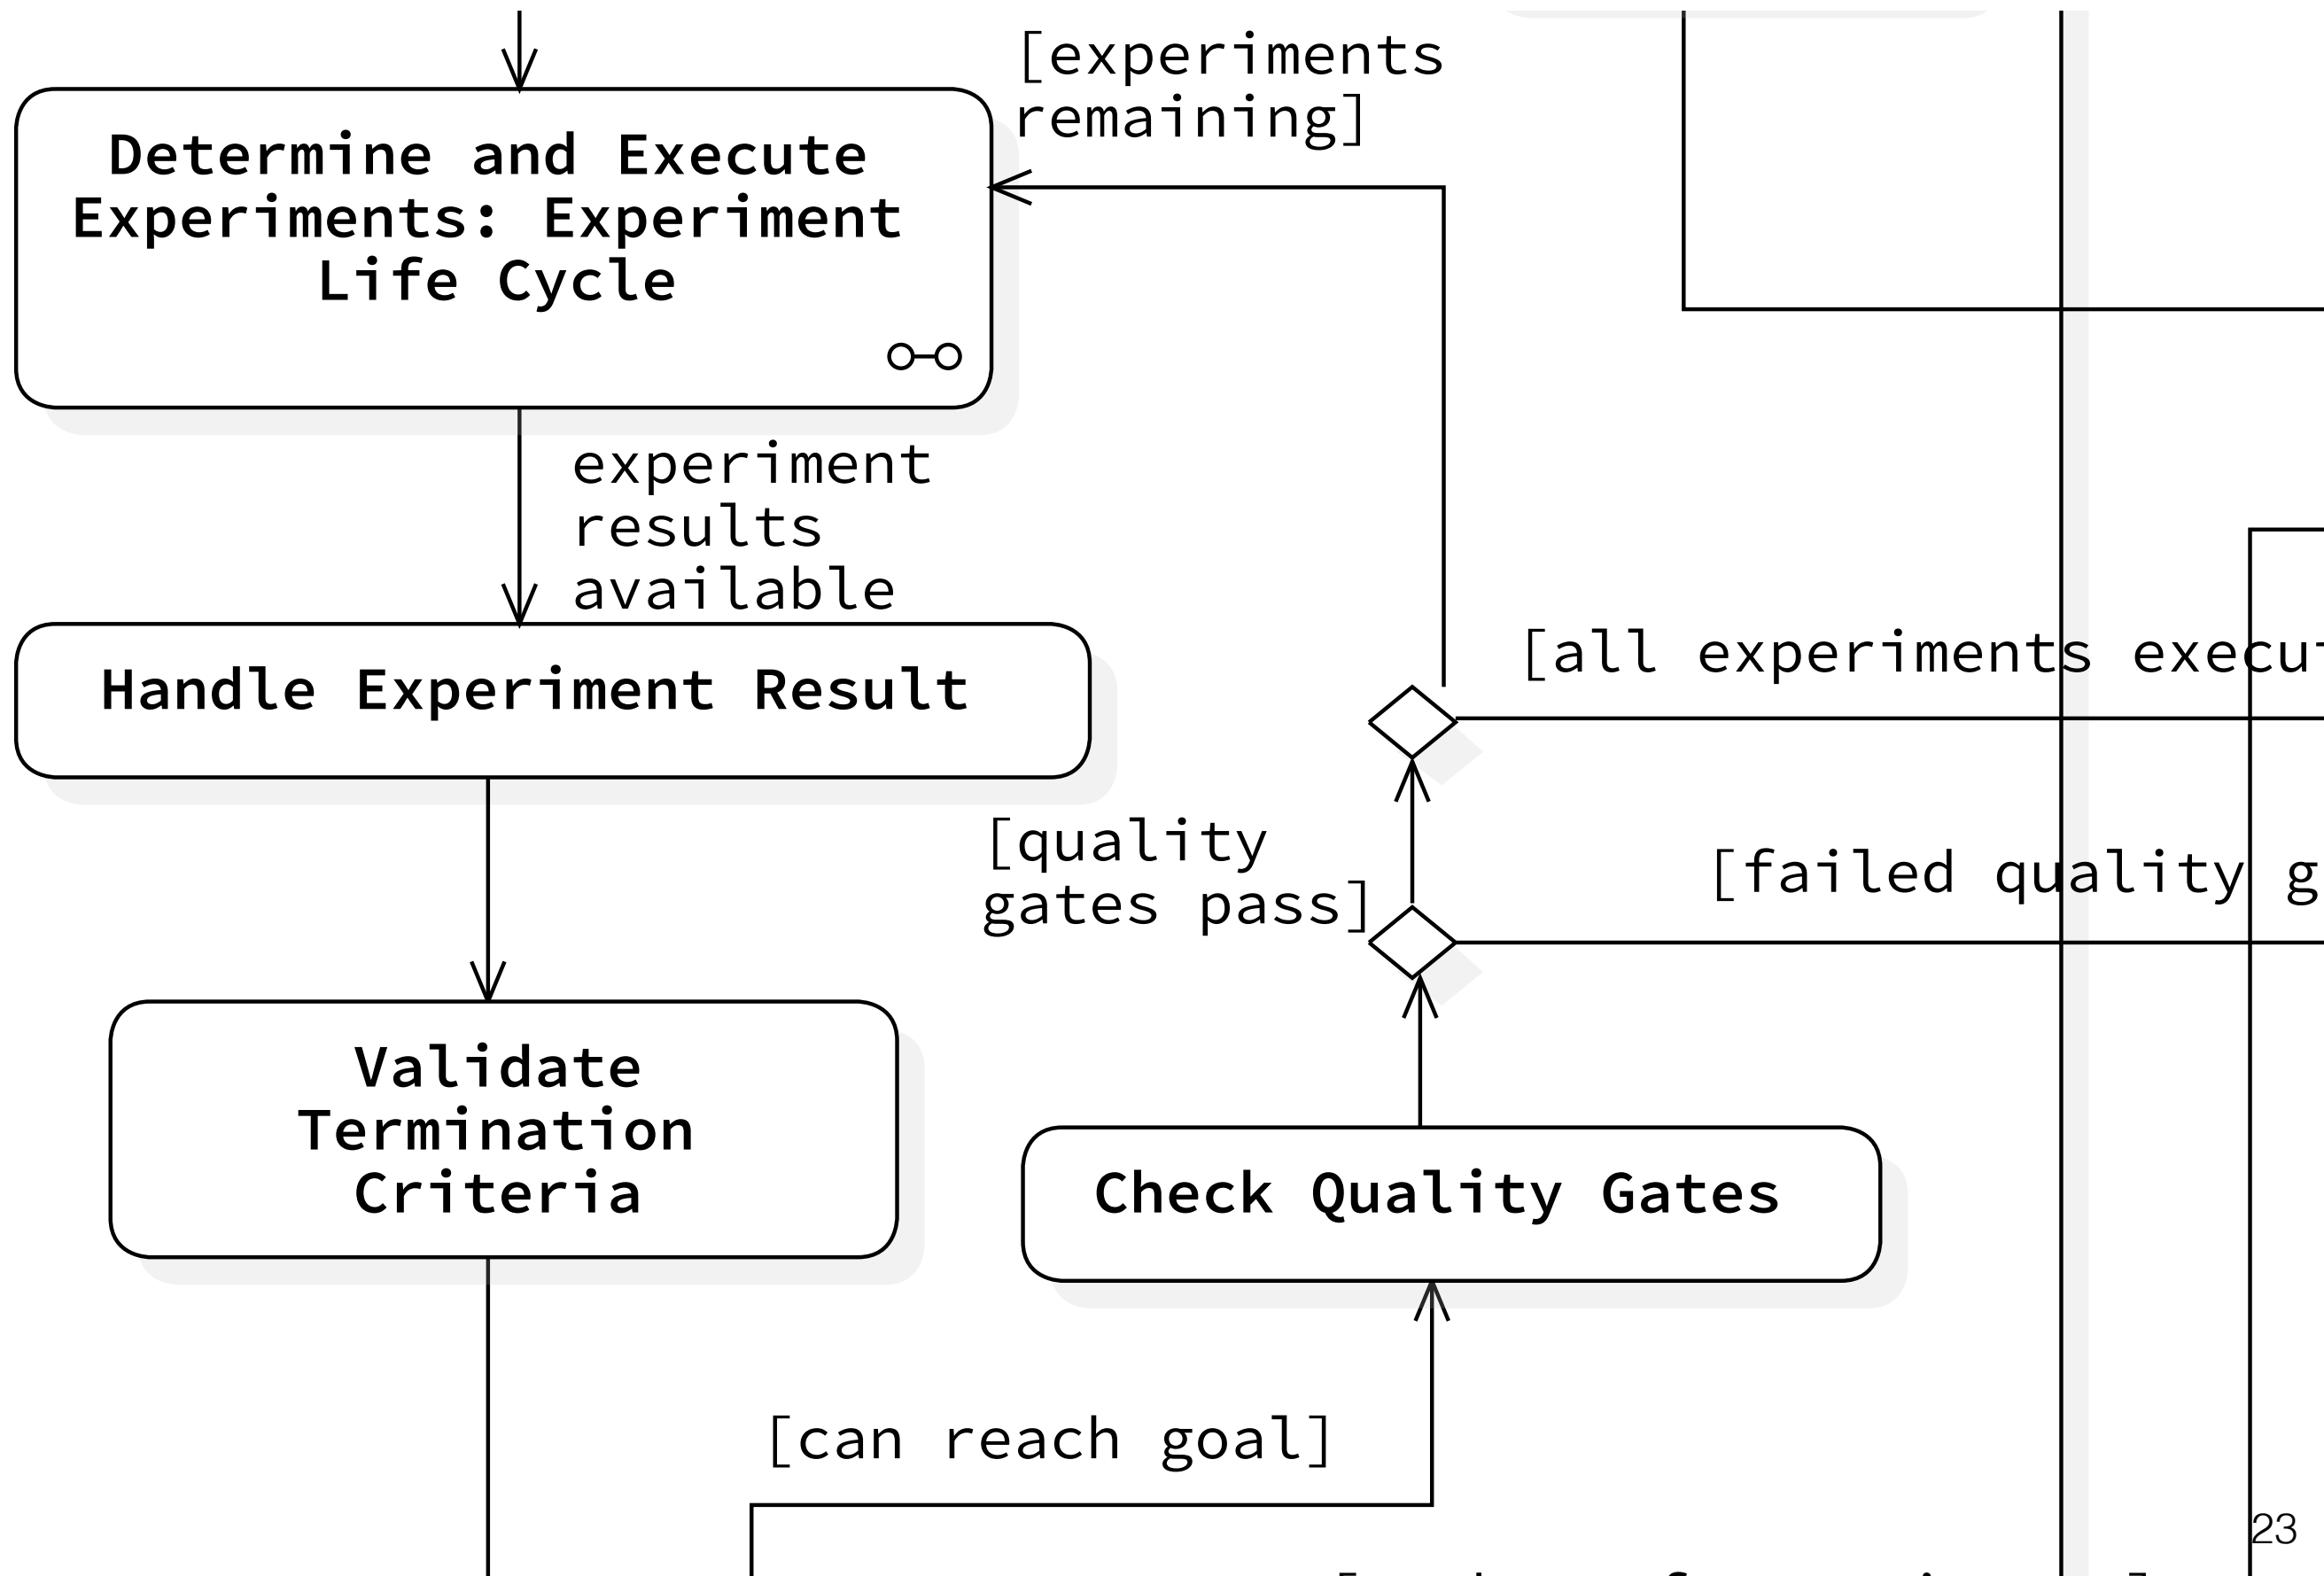 [experiments
remaining]
Determine and Execute
Experiments: Experiment
Life Cycle
experiment
results
available
Handle Experiment Result
[all experiments
[quality
gates pass]
[failed quality
Validate
Termination
Criteria
Check Quality Gates
[can reach goal]
23